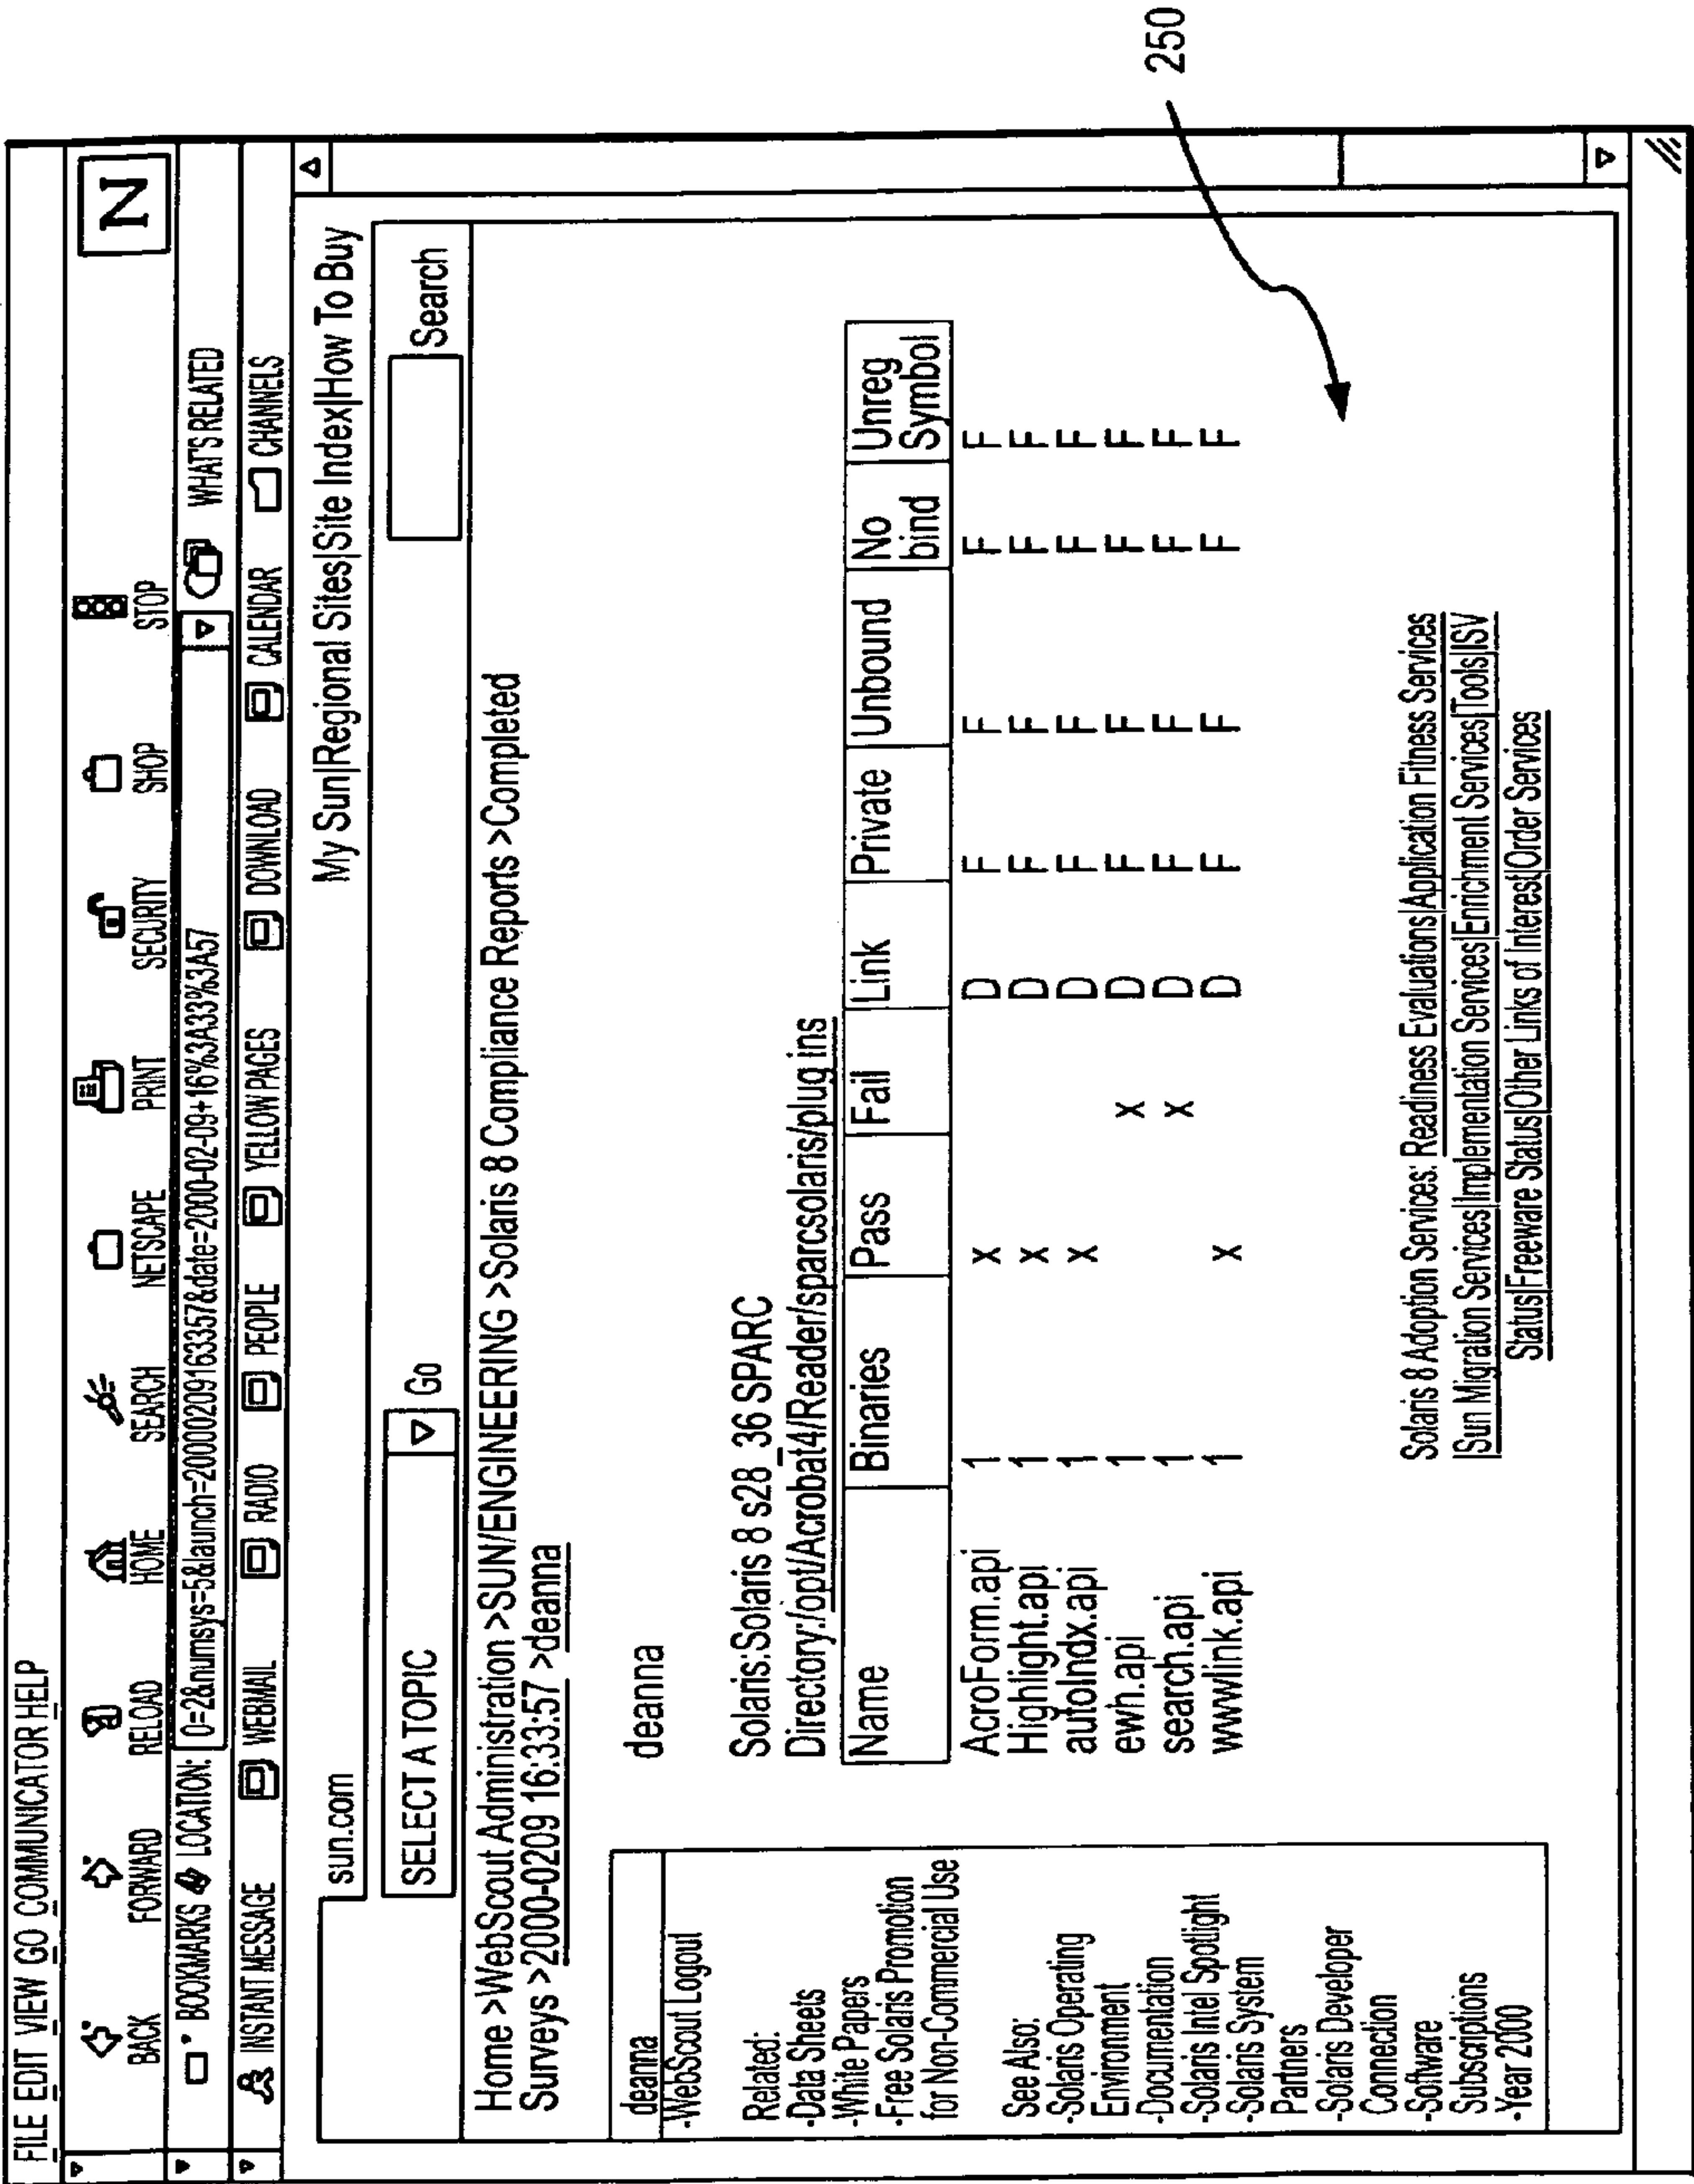 FILE EDIT VIEW GO COMMUNICATOR HELP
BACK FORWARD RELOAD HOME SEARCH NETSCAPE PRINT SECURITY SHOP STOP
N
BOOKMARKS LOCATION: 0=2&numsys=5&launch=20000209163357&date=2000-02-09+16%3A33%3A57 WHAT'S RELATED
INSTANT MESSAGE WEBMAIL RADIO PEOPLE YELLOW PAGES DOWNLOAD CALENDAR CHANNELS
sun.com My Sun|Regional Sites|Site Index|How To Buy
SELECT A TOPIC Go Search
Home >WebScout Administration >SUN/ENGINEERING >Solaris 8 Compliance Reports >Completed
Surveys >2000-0209 16:33:57 >deanna
deanna
-WebScout Logout
Related:
-Data Sheets
-White Papers
-Free Solaris Promotion
for Non-Commercial Use
See Also:
-Solaris Operating
Environment
-Documentation
-Solaris Intel Spotlight
-Solaris System
Partners
-Solaris Developer
Connection
-Software
Subscriptions
-Year 2000
deanna
Solaris:Solaris 8 s28_36 SPARC
Directory:/opt/Acrobat4/Reader/sparcsolaris/plug ins
Name Binaries Pass Fail Link Private Unbound No bind Unreg Symbol
AcroForm.api 1 x D F F F F
Highlight.api 1 x D F F F F
autoIndx.api 1 x D F F F F
ewh.api 1 x D F F F F
search.api 1 x D F F F F
wwwlink.api 1 x D F F F F
Solaris 8 Adoption Services: Readiness Evaluations|Application Fitness Services
|Sun Migration Services|Implementation Services|Enrichment Services|Tools|ISV
Status|Freeware Status|Other Links of Interest|Order Services
250